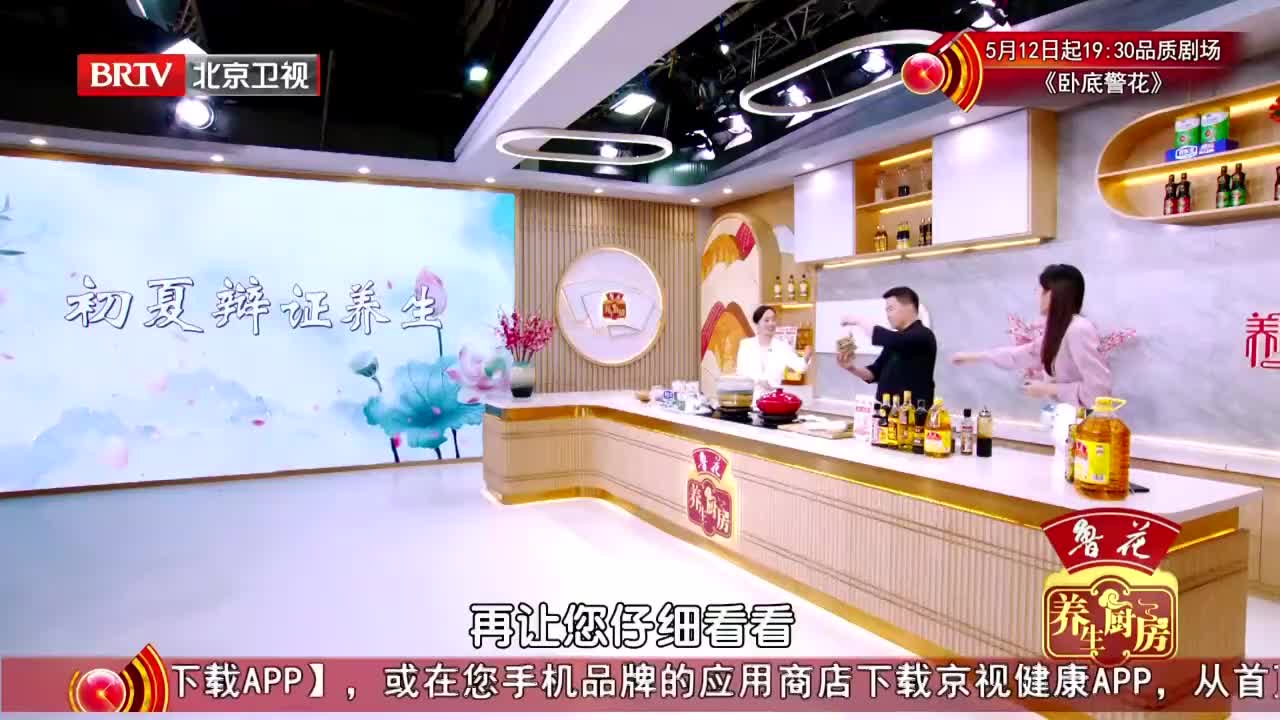 BRTV 北京卫视
5月12日起19:30品质剧场
《卧底警花》
初夏辩证养生
养
鲁花
养生厨房
鲁花
养生厨房
再让您仔细看看
下载APP】，或在您手机品牌的应用商店下载京视健康APP，从首